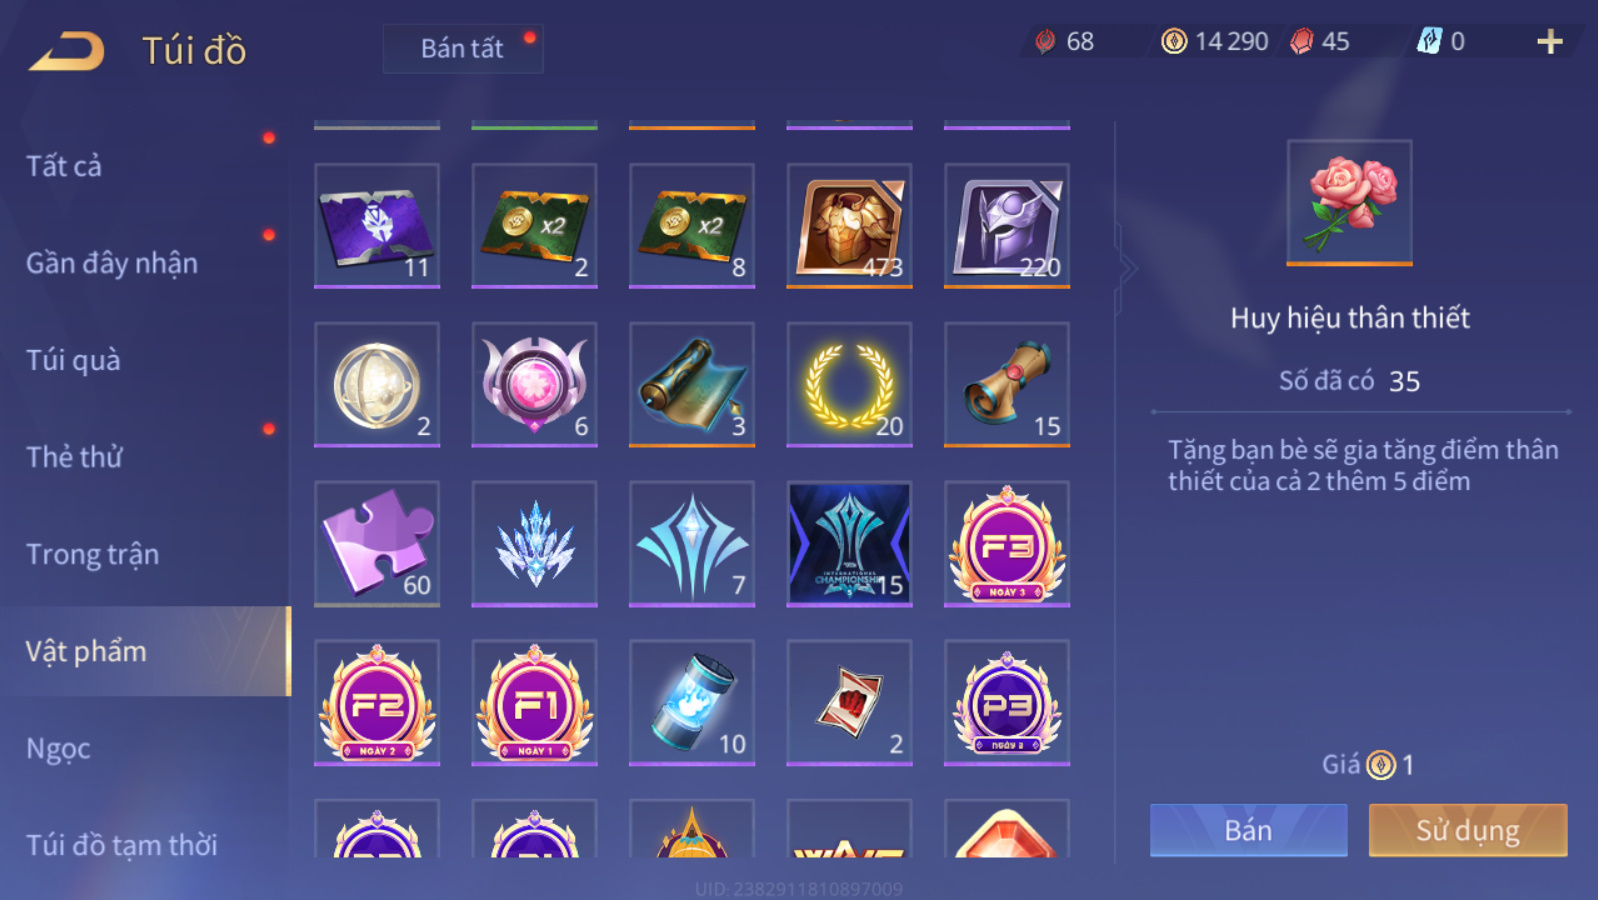 Túi đồ
Bán tất
68
14 290
45
0
Tất cả
Gần đây nhận
Túi quà
Thẻ thử
Trong trận
Vật phẩm
Ngọc
Túi đồ tạm thời
11
x2
2
x2
8
473
220
2
6
3
20
15
60
7
INTERNATIONAL
CHAMPIONSHIP
15
F3
NGÀY 3
F2
NGÀY 2
F1
NGÀY 1
10
2
P3
Huy hiệu thân thiết
Số đã có 35
Tặng bạn bè sẽ gia tăng điểm thân
thiết của cả 2 thêm 5 điểm
Giá 1
Bán
Sử dụng
UID: 2382911810897009